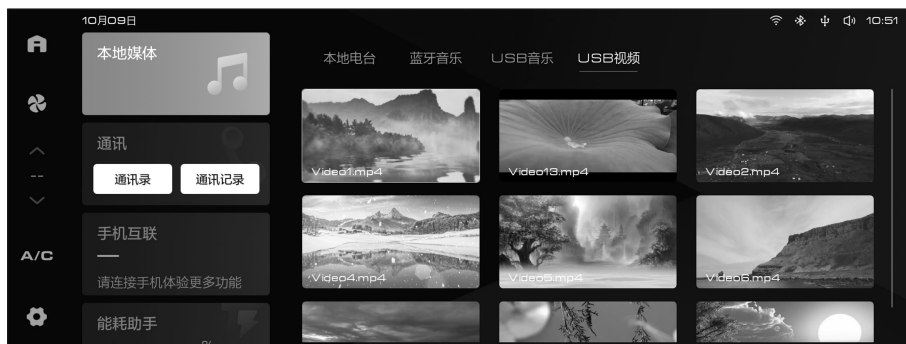 10月09日
10:51
本地媒体
本地电台 蓝牙音乐 USB音乐 USB视频
Video1.mp4 Video13.mp4 Video2.mp4
通讯
通讯录 通讯记录
--
手机互联
A/C
请连接手机体验更多功能
Video4.mp4 Video5.mp4 Video6.mp4
能耗助手
%